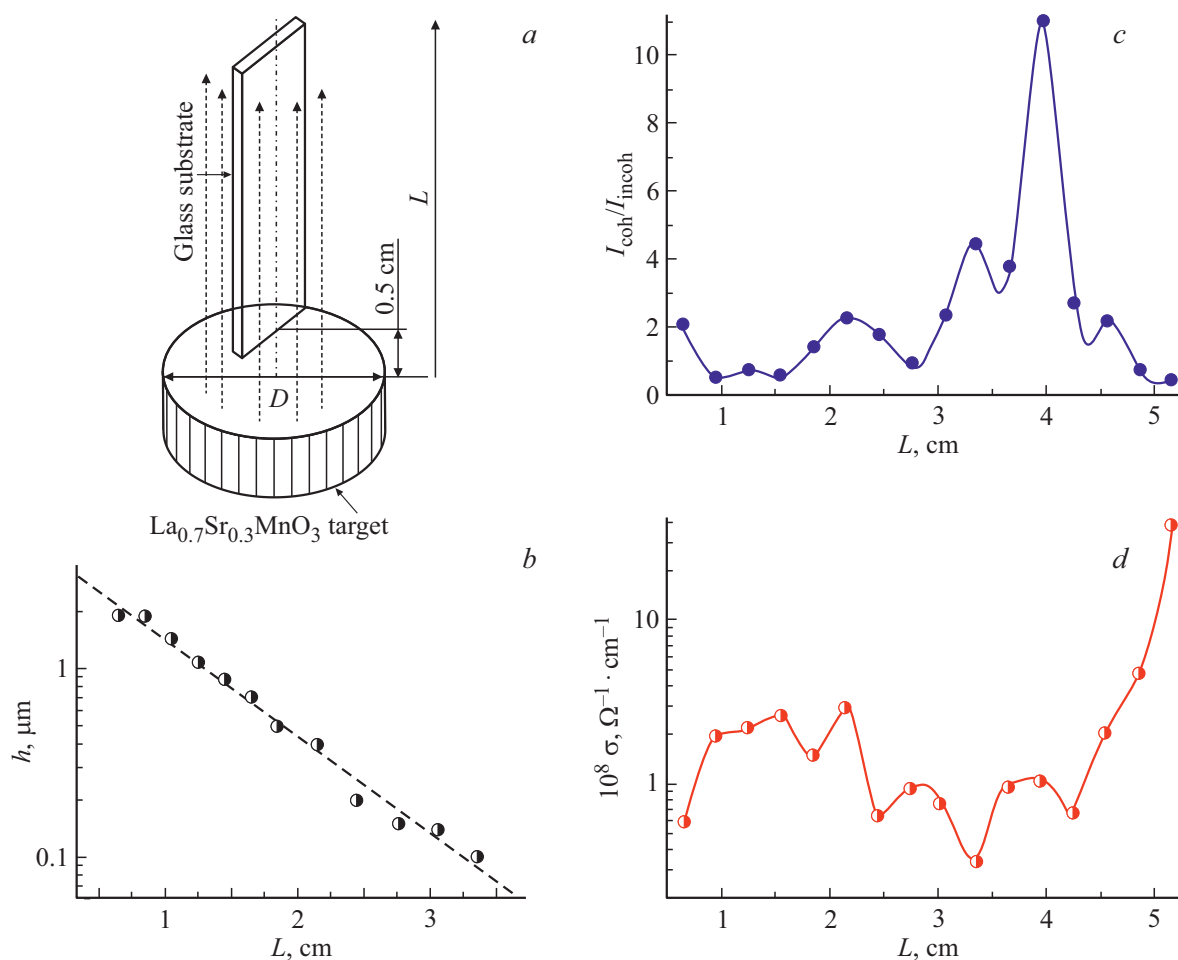 a
Glass substrate
L
0.5 cm
D
La0.7Sr0.3MnO3 target
b
h, μm
1
0.1
1 2 3
L, cm
c
Icoh/Iincoh
10
8
6
4
2
0
1 2 3 4 5
L, cm
d
10⁸ σ, Ω⁻¹ · cm⁻¹
10
1
1 2 3 4 5
L, cm